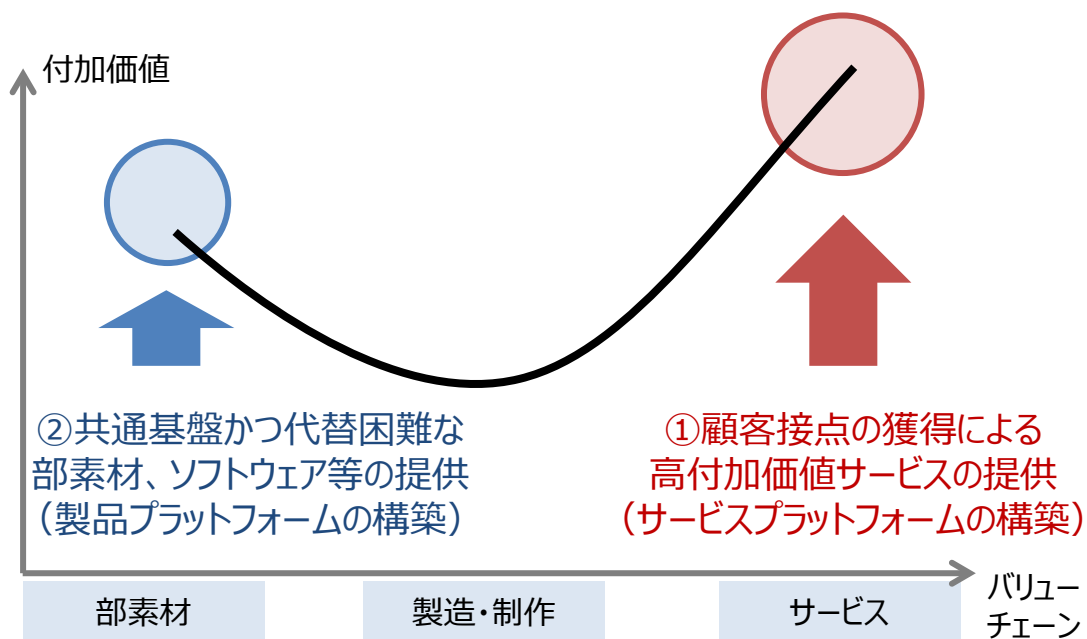 付加価値
②共通基盤かつ代替困難な
部素材、ソフトウェア等の提供
（製品プラットフォームの構築）
①顧客接点の獲得による
高付加価値サービスの提供
（サービスプラットフォームの構築）
部素材
製造・制作
サービス
バリュー
チェーン